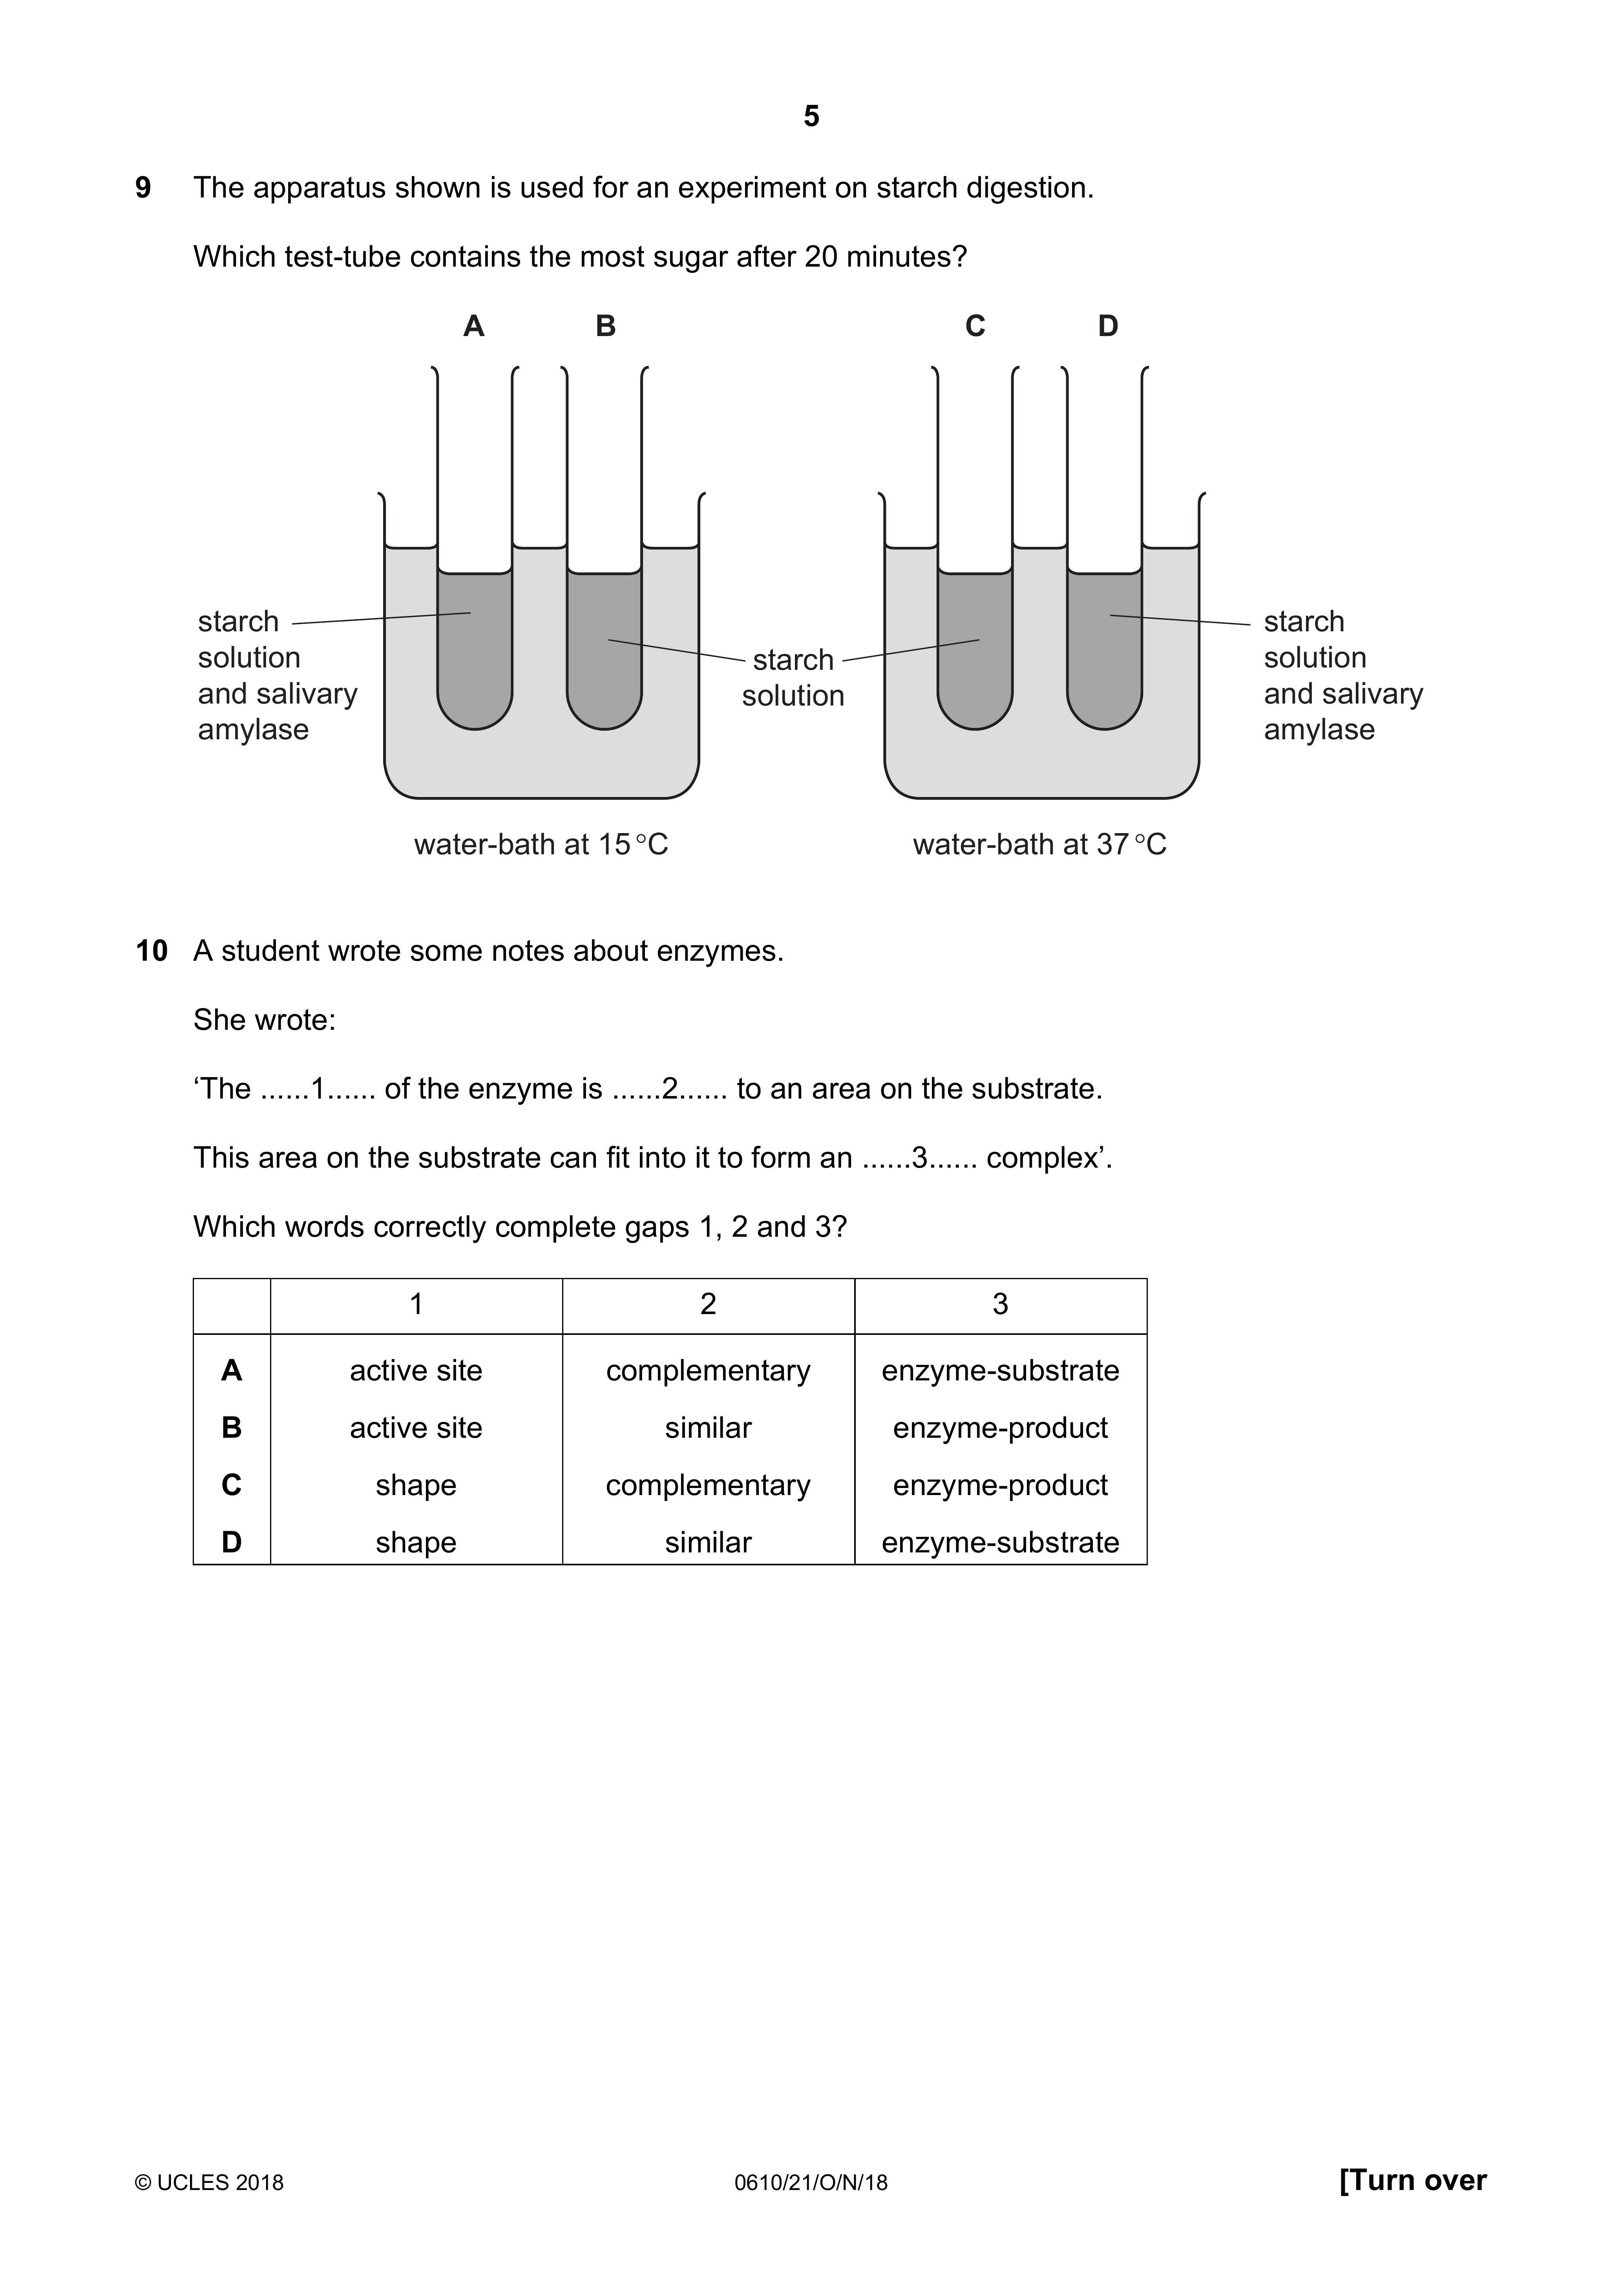 5
9 The apparatus shown is used for an experiment on starch digestion.
Which test-tube contains the most sugar after 20 minutes?
A B C D
starch
solution
and salivary
amylase
starch
solution
starch
solution
and salivary
amylase
water-bath at 15 °C water-bath at 37 °C
10 A student wrote some notes about enzymes.
She wrote:
‘The ......1...... of the enzyme is ......2...... to an area on the substrate.
This area on the substrate can fit into it to form an ......3...... complex’.
Which words correctly complete gaps 1, 2 and 3?
1 2 3
A active site complementary enzyme-substrate
B active site similar enzyme-product
C shape complementary enzyme-product
D shape similar enzyme-substrate
© UCLES 2018 0610/21/O/N/18 [Turn over